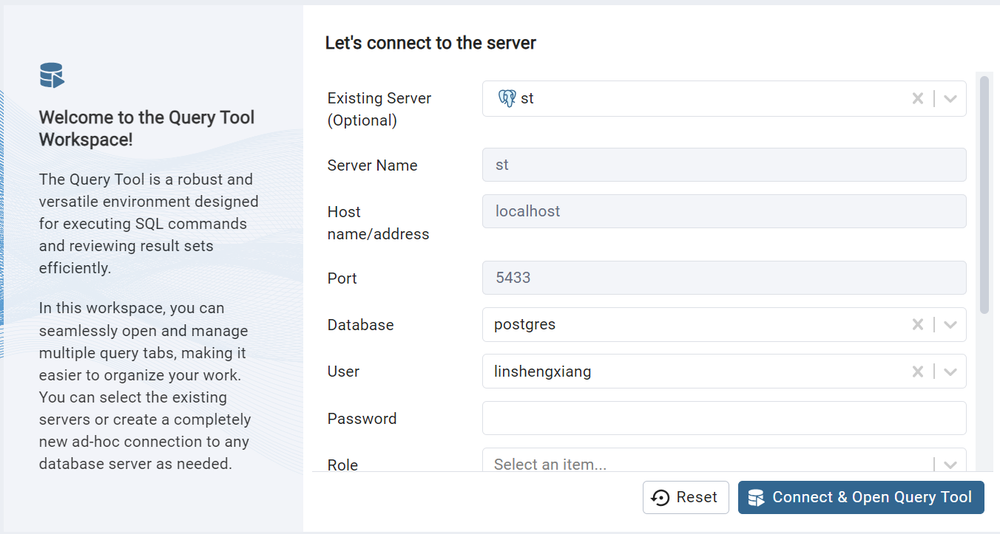 Welcome to the Query Tool
Workspace!
The Query Tool is a robust and
versatile environment designed
for executing SQL commands
and reviewing result sets
efficiently.
In this workspace, you can
seamlessly open and manage
multiple query tabs, making it
easier to organize your work.
You can select the existing
servers or create a completely
new ad-hoc connection to any
database server as needed.
Let's connect to the server
Existing Server
(Optional)
st
Server Name
st
Host
name/address
localhost
Port
5433
Database
postgres
User
linshengxiang
Password
Role
Select an item...
Reset
Connect & Open Query Tool